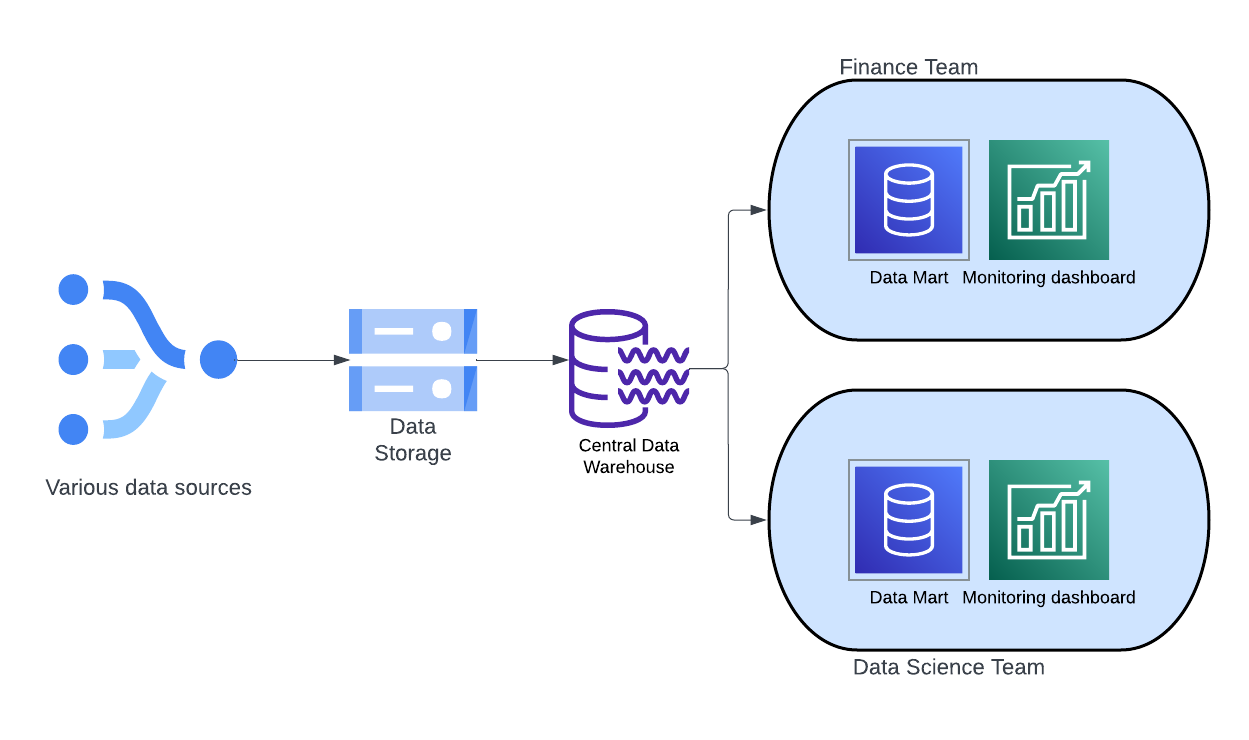 Finance Team
Data Mart
Monitoring dashboard
Various data sources
Data
Storage
Central Data
Warehouse
Data Mart
Monitoring dashboard
Data Science Team